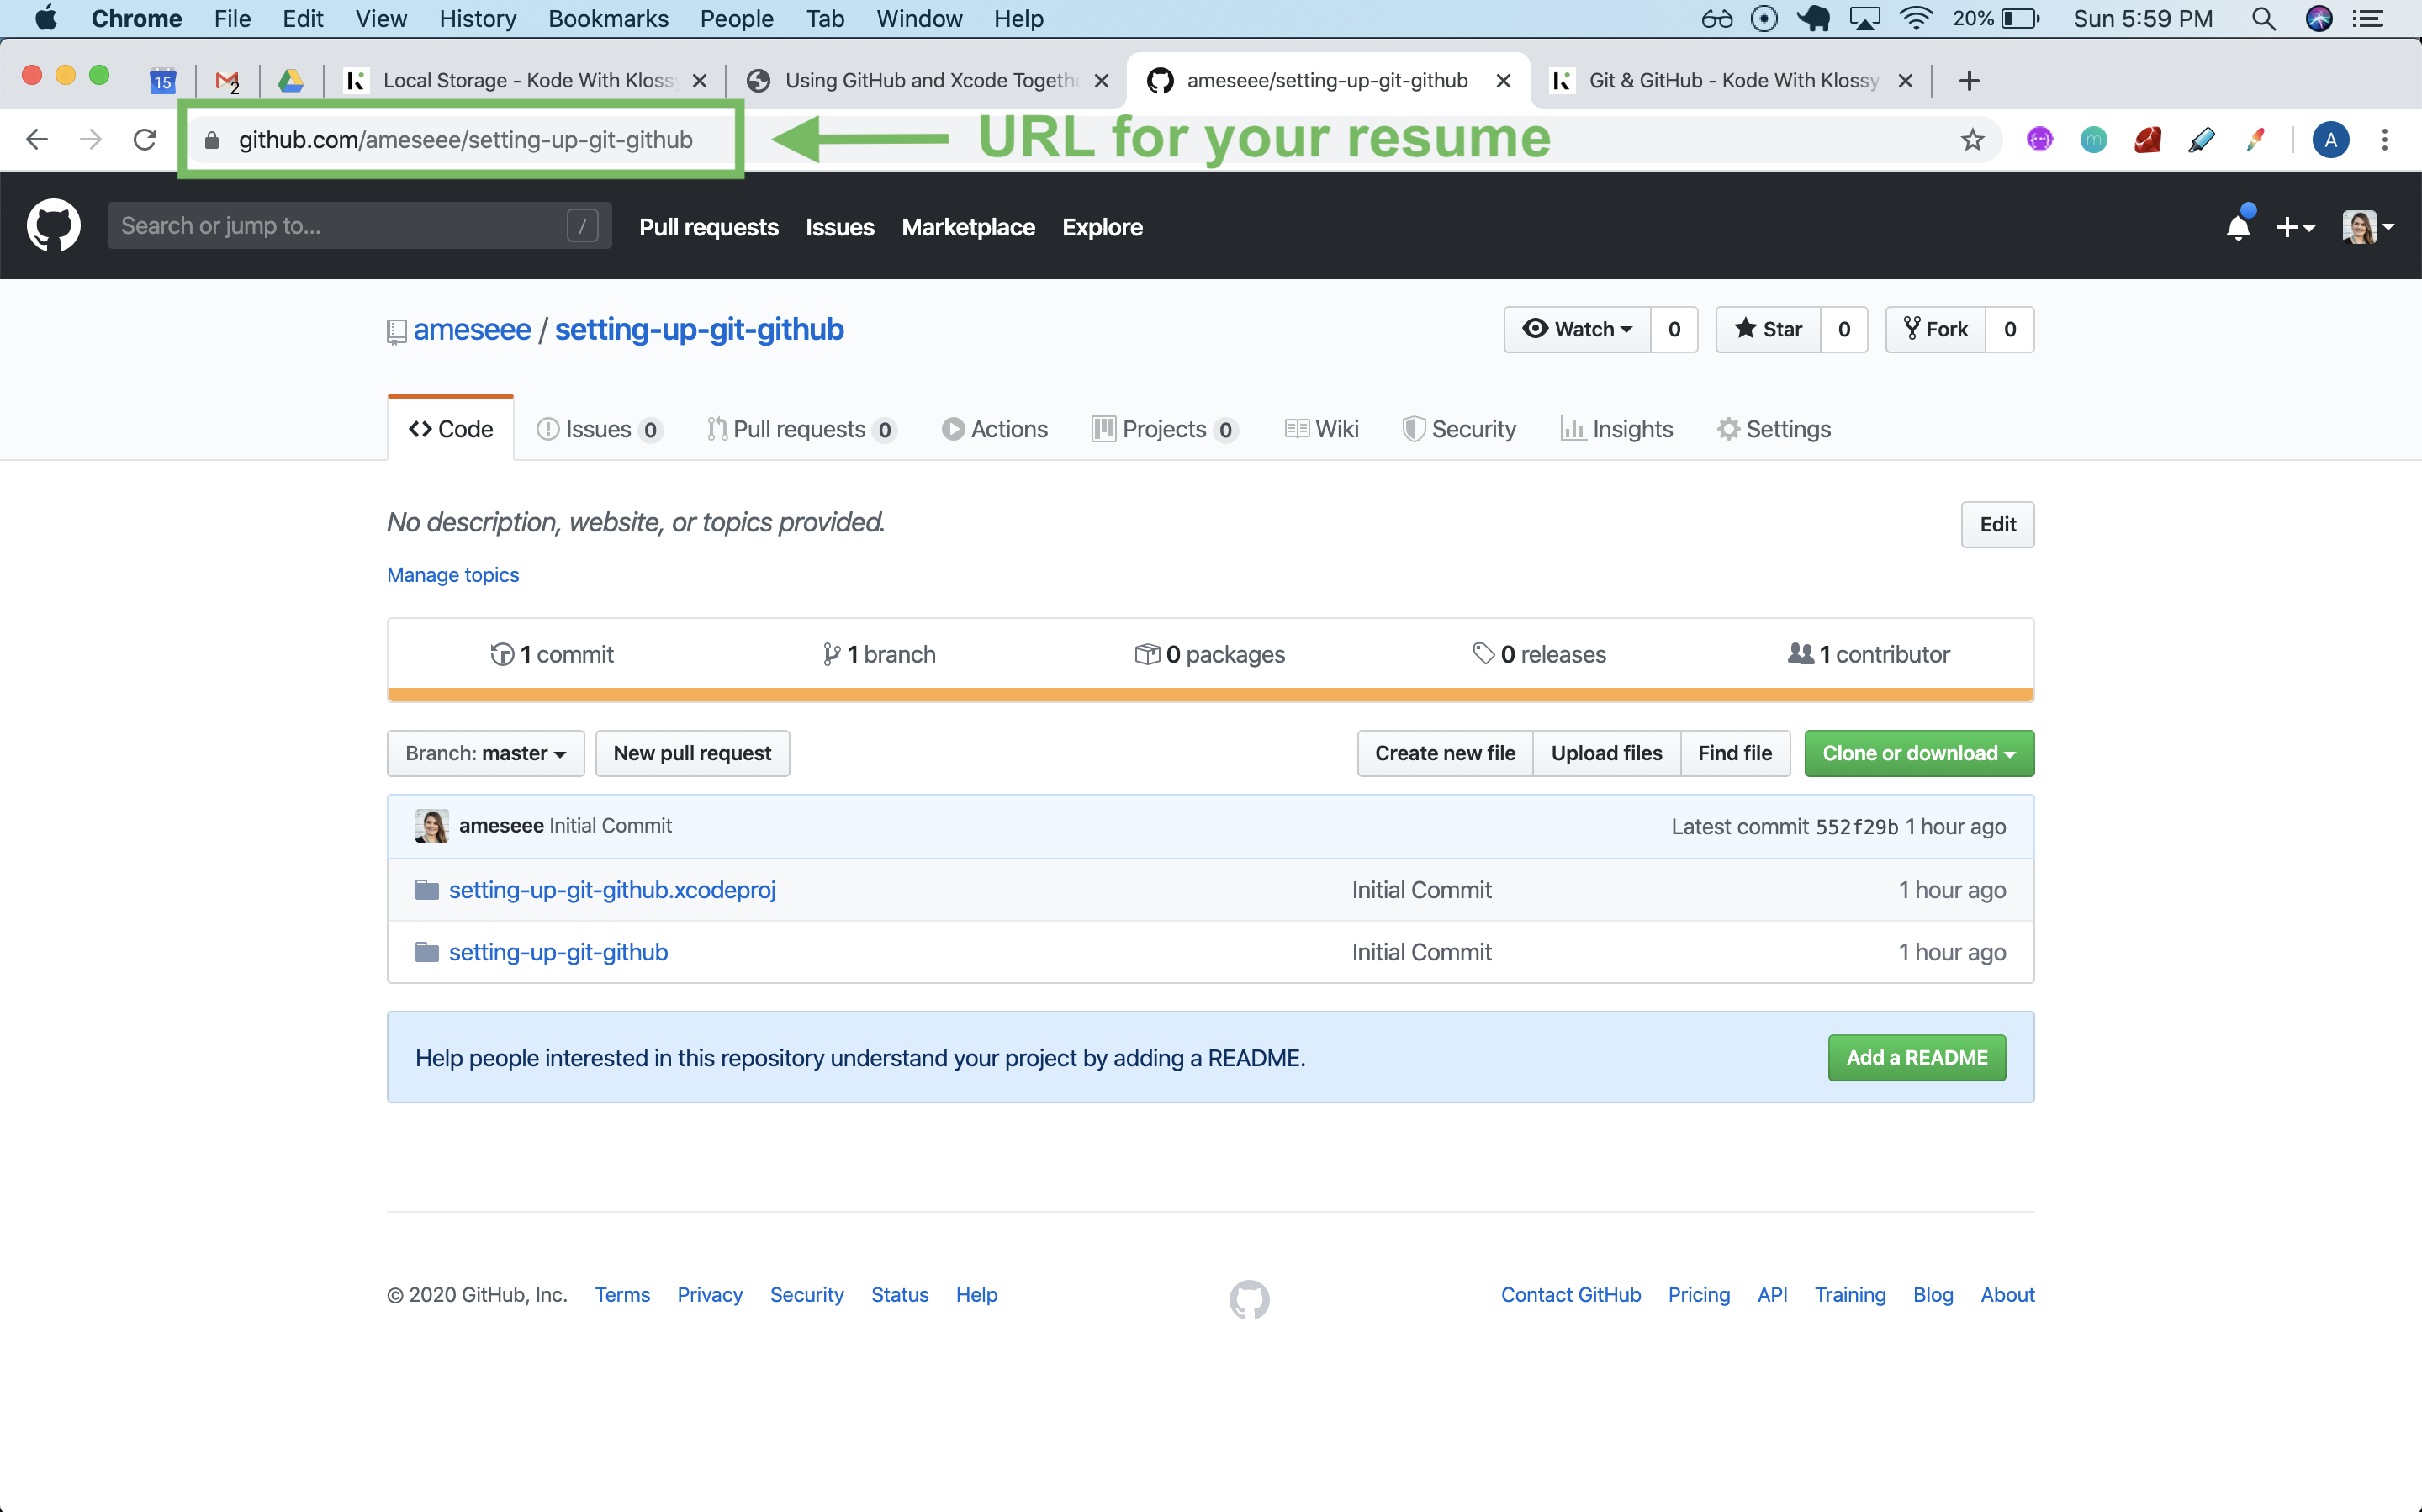 Chrome File Edit View History Bookmarks People Tab Window Help 20% Sun 5:59 PM
15 2 Local Storage - Kode With Kloss Using GitHub and Xcode Togeth ameseee/setting-up-git-github Git & GitHub - Kode With Klossy
github.com/ameseee/setting-up-git-github URL for your resume m A
Search or jump to... / Pull requests Issues Marketplace Explore
ameseee / setting-up-git-github Watch 0 Star 0 Fork 0
Code Issues 0 Pull requests 0 Actions Projects 0 Wiki Security Insights Settings
No description, website, or topics provided. Edit
Manage topics
1 commit 1 branch 0 packages 0 releases 1 contributor
Branch: master New pull request Create new file Upload files Find file Clone or download
ameseee Initial Commit Latest commit 552f29b 1 hour ago
setting-up-git-github.xcodeproj Initial Commit 1 hour ago
setting-up-git-github Initial Commit 1 hour ago
Help people interested in this repository understand your project by adding a README. Add a README
© 2020 GitHub, Inc. Terms Privacy Security Status Help Contact GitHub Pricing API Training Blog About